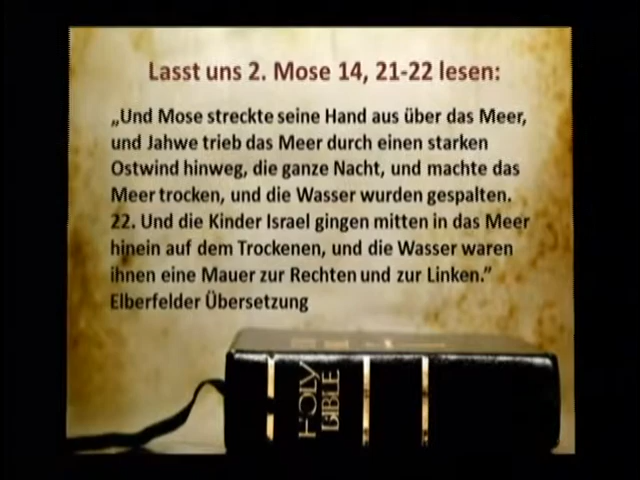 Lasst uns 2. Mose 14, 21-22 lesen:
„Und Mose streckte seine Hand aus über das Meer,
und Jahwe trieb das Meer durch einen starken
Ostwind hinweg, die ganze Nacht, und machte das
Meer trocken, und die Wasser wurden gespalten.
22. Und die Kinder Israel gingen mitten in das Meer
hinein auf dem Trockenen, und die Wasser waren
ihnen eine Mauer zur Rechten und zur Linken.”
Elberfelder Übersetzung
HOLY
BIBLE